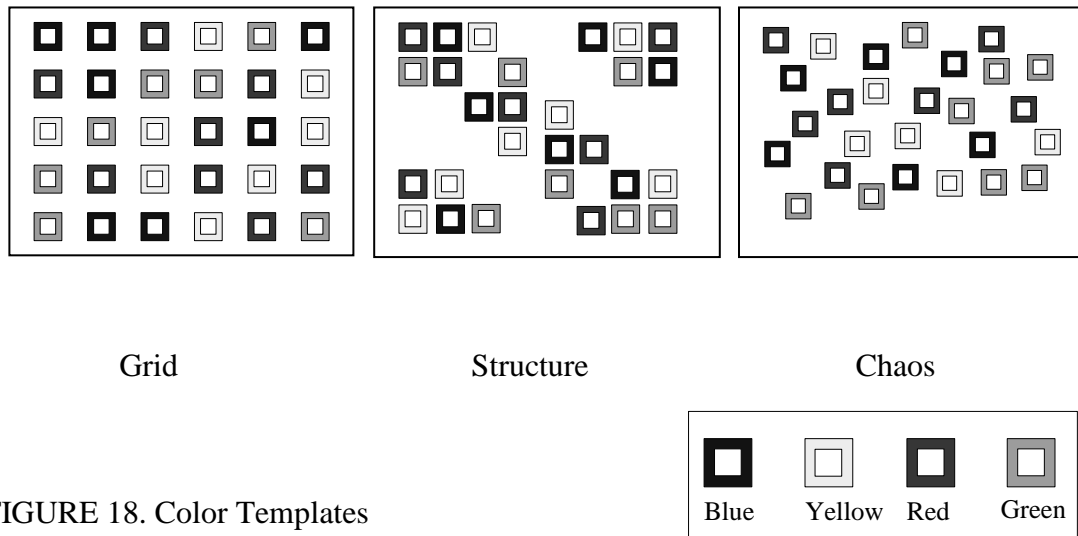 Grid Structure Chaos
Blue Yellow Red Green
IGURE 18. Color Templates